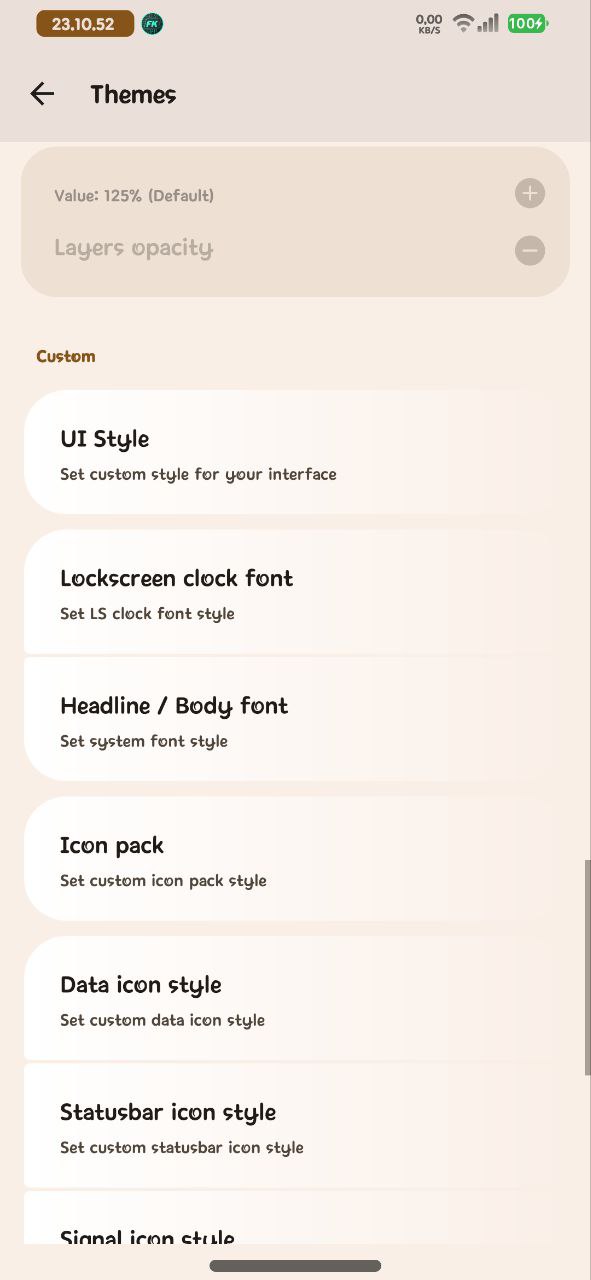 23.10.52
FK
0,00
KB/S
100
Themes
Value: 125% (Default)
Layers opacity
Custom
UI Style
Set custom style for your interface
Lockscreen clock font
Set LS clock font style
Headline / Body font
Set system font style
Icon pack
Set custom icon pack style
Data icon style
Set custom data icon style
Statusbar icon style
Set custom statusbar icon style
Signal icon style